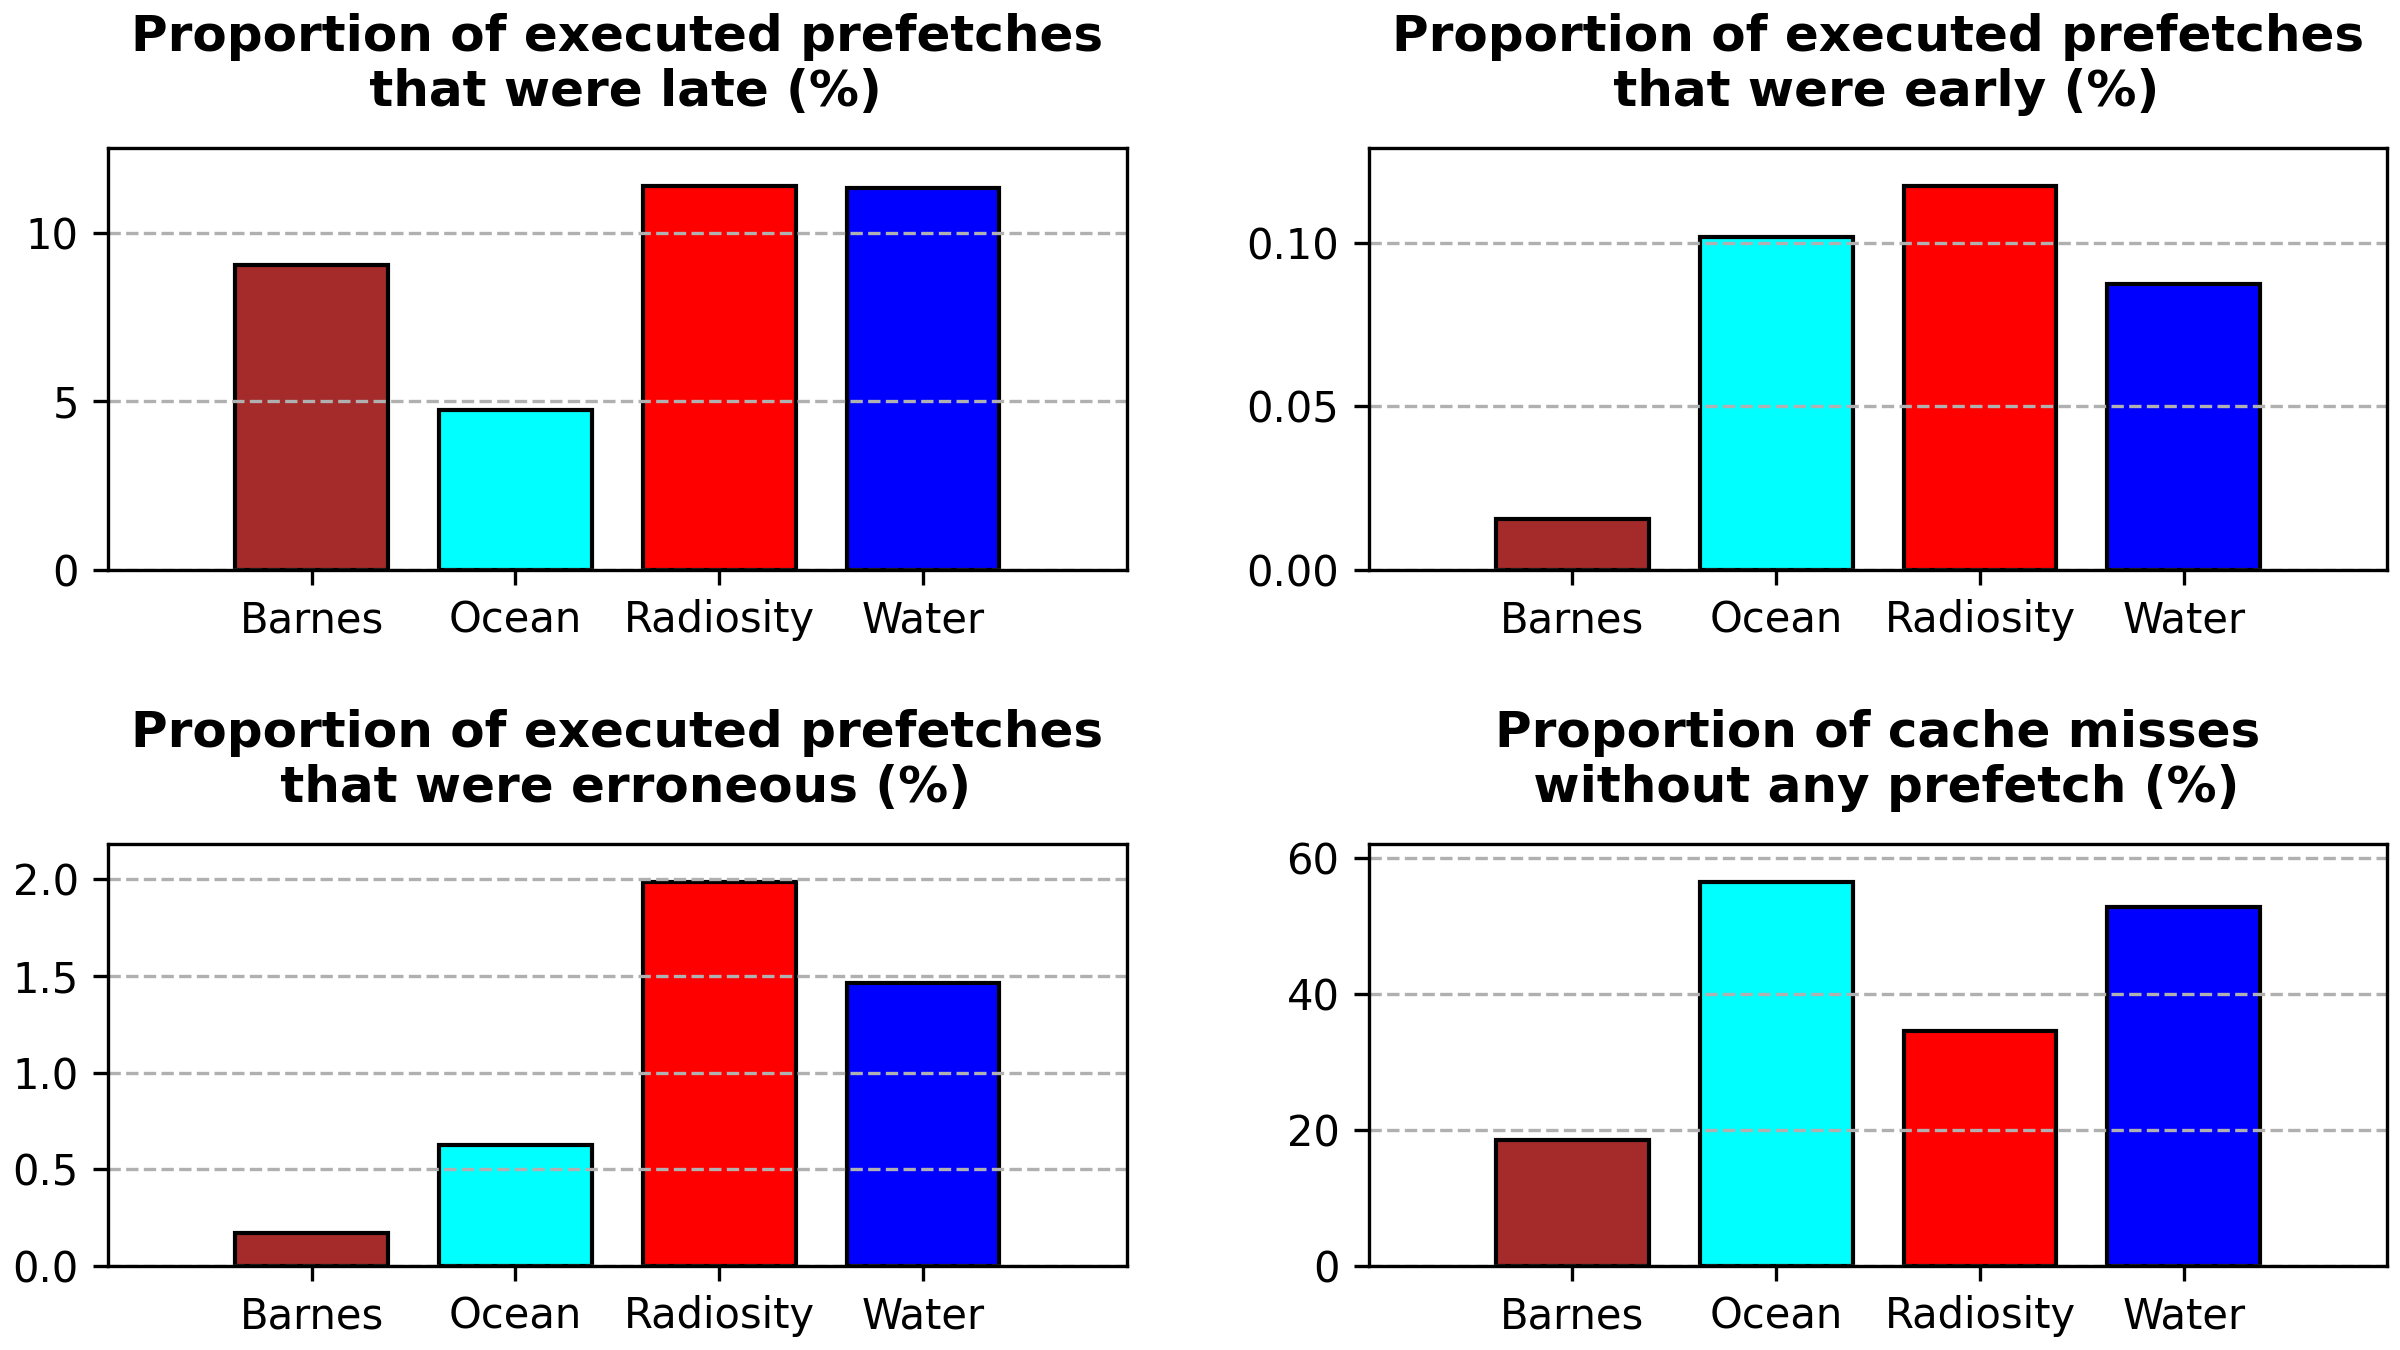 Proportion of executed prefetches
that were late (%)
10
5
0
Barnes Ocean Radiosity Water
Proportion of executed prefetches
that were early (%)
0.10
0.05
0.00
Barnes Ocean Radiosity Water
Proportion of executed prefetches
that were erroneous (%)
2.0
1.5
1.0
0.5
0.0
Barnes Ocean Radiosity Water
Proportion of cache misses
without any prefetch (%)
60
40
20
0
Barnes Ocean Radiosity Water